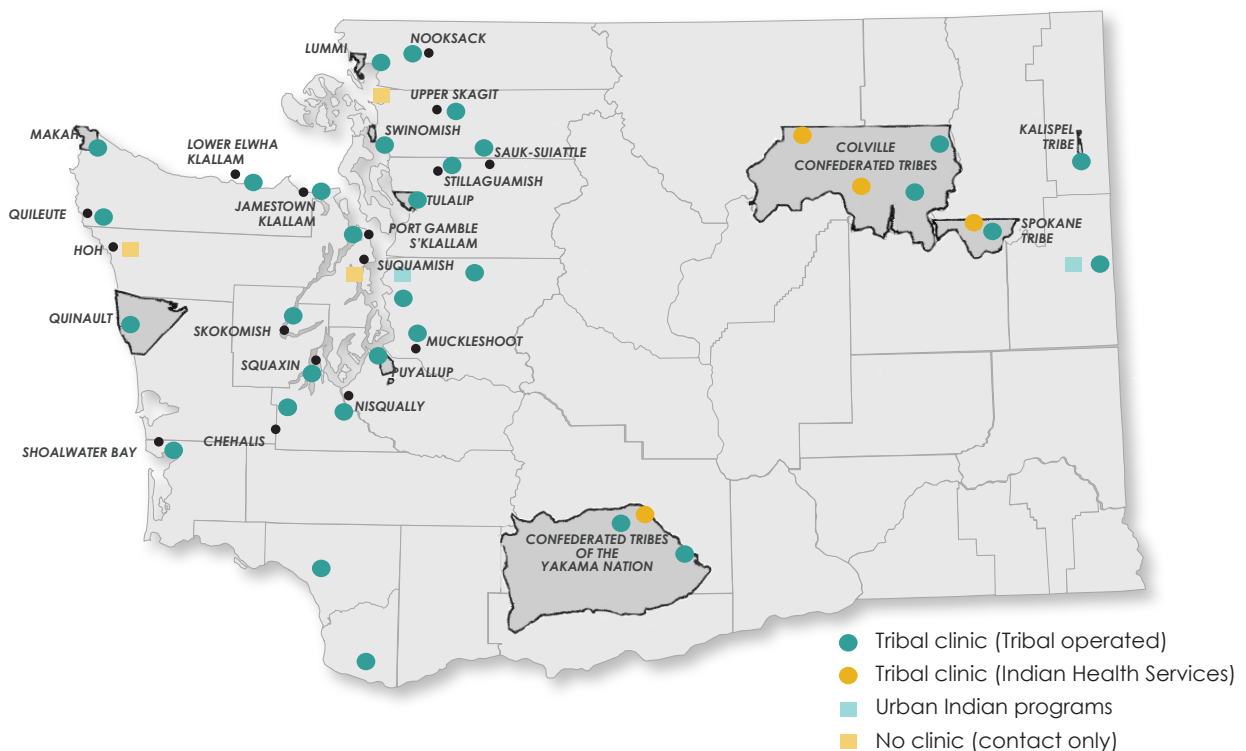 NOOKSACK
LUMMI
UPPER SKAGIT
MAKAH
SWINOMISH
LOWER ELWHA
KLALLAM
SAUK-SUIATTLE
STILLAGUAMISH
JAMESTOWN
KLALLAM
TULALIP
QUILEUTE
PORT GAMBLE
S'KLALLAM
HOH
SUQUAMISH
QUINAULT
SKOKOMISH
MUCKLESHOOT
SQUAXIN
PUYALLUP
NISQUALLY
CHEHALIS
SHOALWATER BAY
COLVILLE
CONFEDERATED TRIBES
KALISPEL
TRIBE
SPOKANE
TRIBE
CONFEDERATED TRIBES
OF THE
YAKAMA NATION
Tribal clinic (Tribal operated)
Tribal clinic (Indian Health Services)
Urban Indian programs
No clinic (contact only)